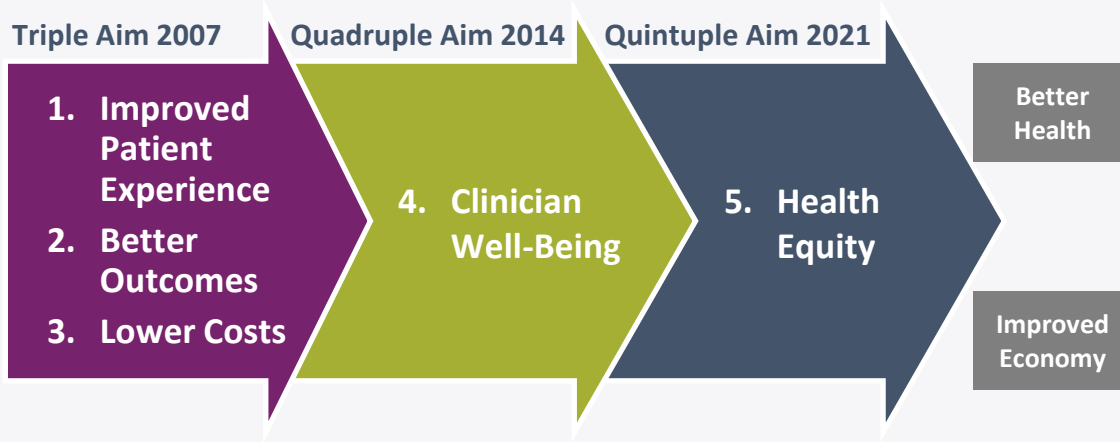 Triple Aim 2007
Quadruple Aim 2014
Quintuple Aim 2021
1. Improved
Patient
Experience
2. Better
Outcomes
3. Lower Costs
4. Clinician
Well-Being
5. Health
Equity
Better
Health
Improved
Economy